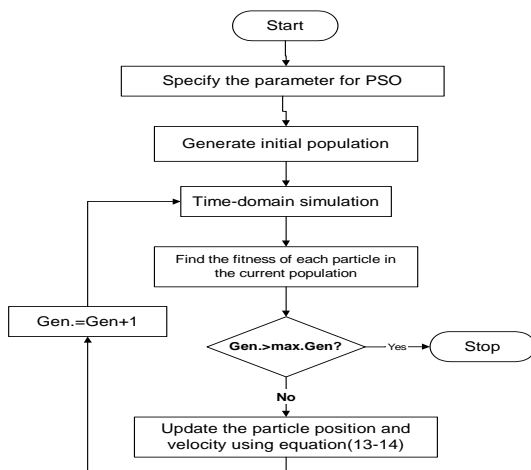 Start
Specify the parameter for PSO
Generate initial population
Time-domain simulation
Find the fitness of each particle in
the current population
Gen.=Gen+1
Gen.>max.Gen?
Yes
Stop
No
Update the particle position and
velocity using equation(13-14)